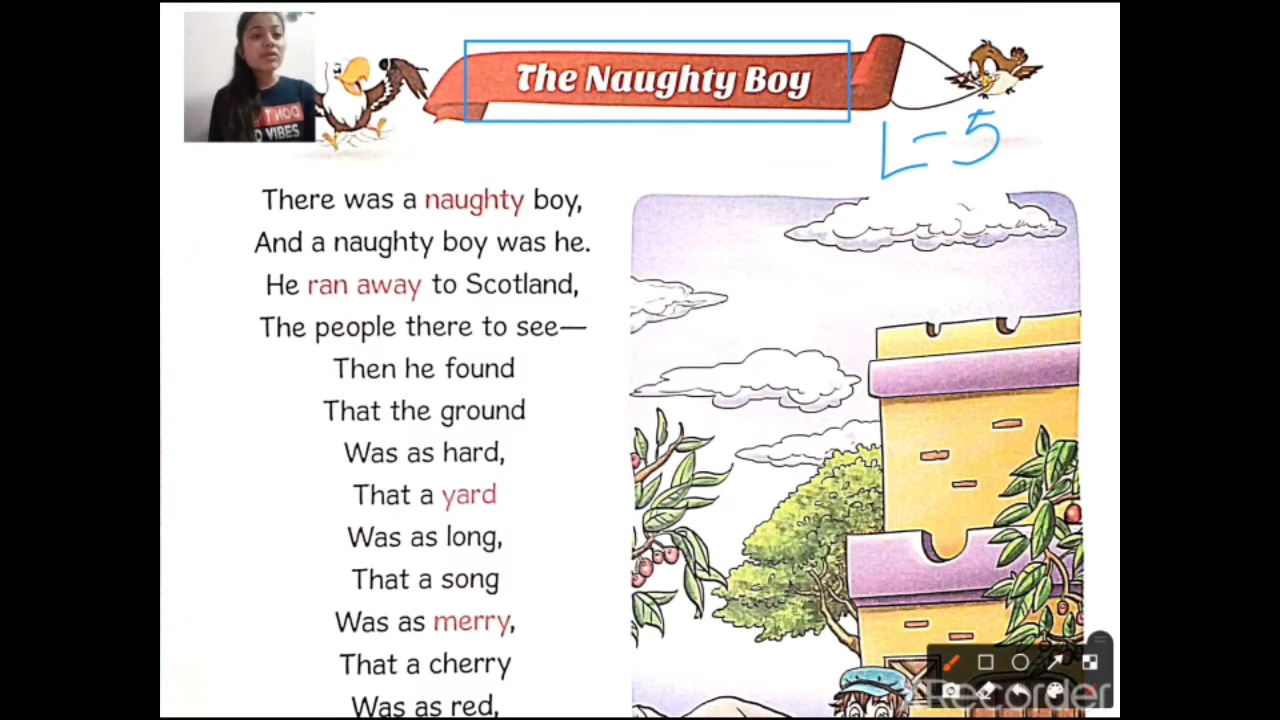 The Naughty Boy
L-5
There was a naughty boy,
And a naughty boy was he.
He ran away to Scotland,
The people there to see—
Then he found
That the ground
Was as hard,
That a yard
Was as long,
That a song
Was as merry,
That a cherry
Was as red,
VIBES
Recorder